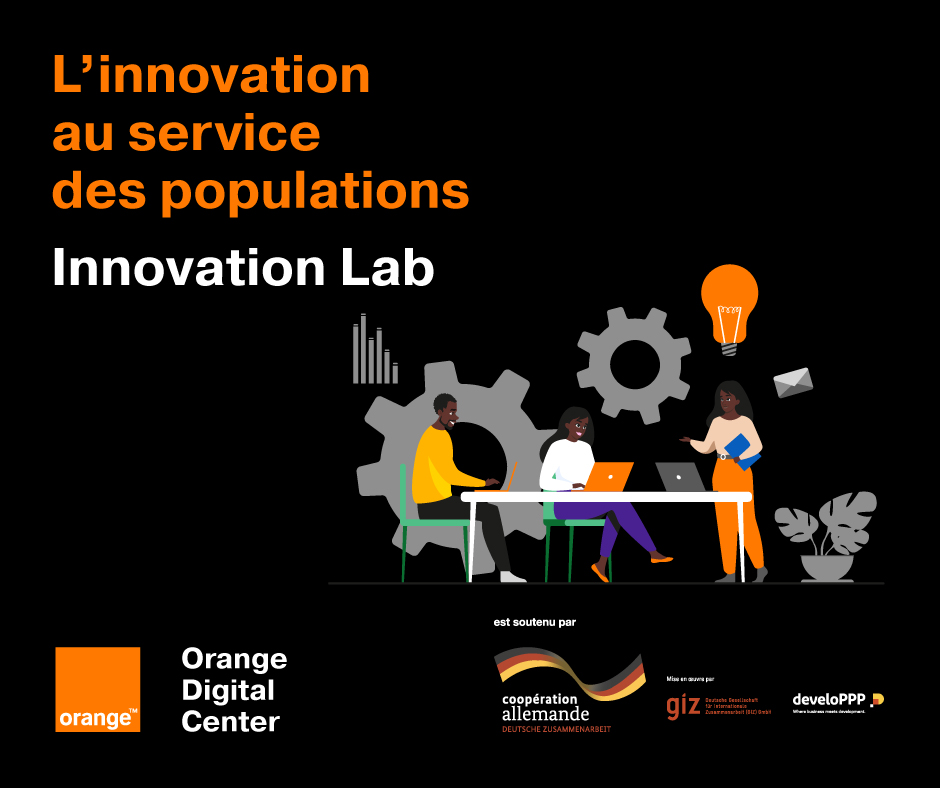 L’innovation
au service
des populations
Innovation Lab
est soutenu par
orange™
Orange
Digital
Center
coopération
allemande
DEUTSCHE ZUSAMMENARBEIT
Mise en œuvre par
giz
Deutsche Gesellschaft
für Internationale
Zusammenarbeit (GIZ) GmbH
develoPPP
Where business meets development.